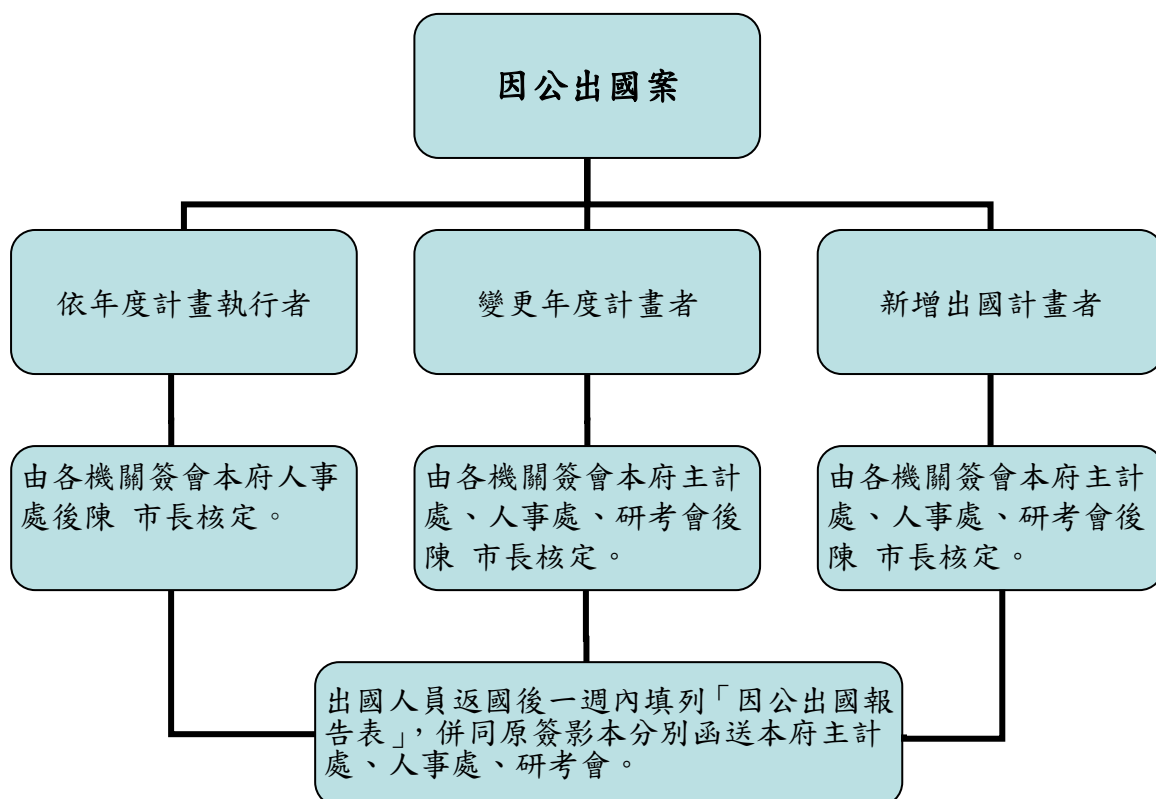 因公出國案
依年度計畫執行者
變更年度計畫者
新增出國計畫者
由各機關簽會本府人事
處後陳 市長核定。
由各機關簽會本府主計
處、人事處、研考會後
陳 市長核定。
由各機關簽會本府主計
處、人事處、研考會後
陳 市長核定。
出國人員返國後一週內填列「因公出國報
告表」,併同原簽影本分別函送本府主計
處、人事處、研考會。